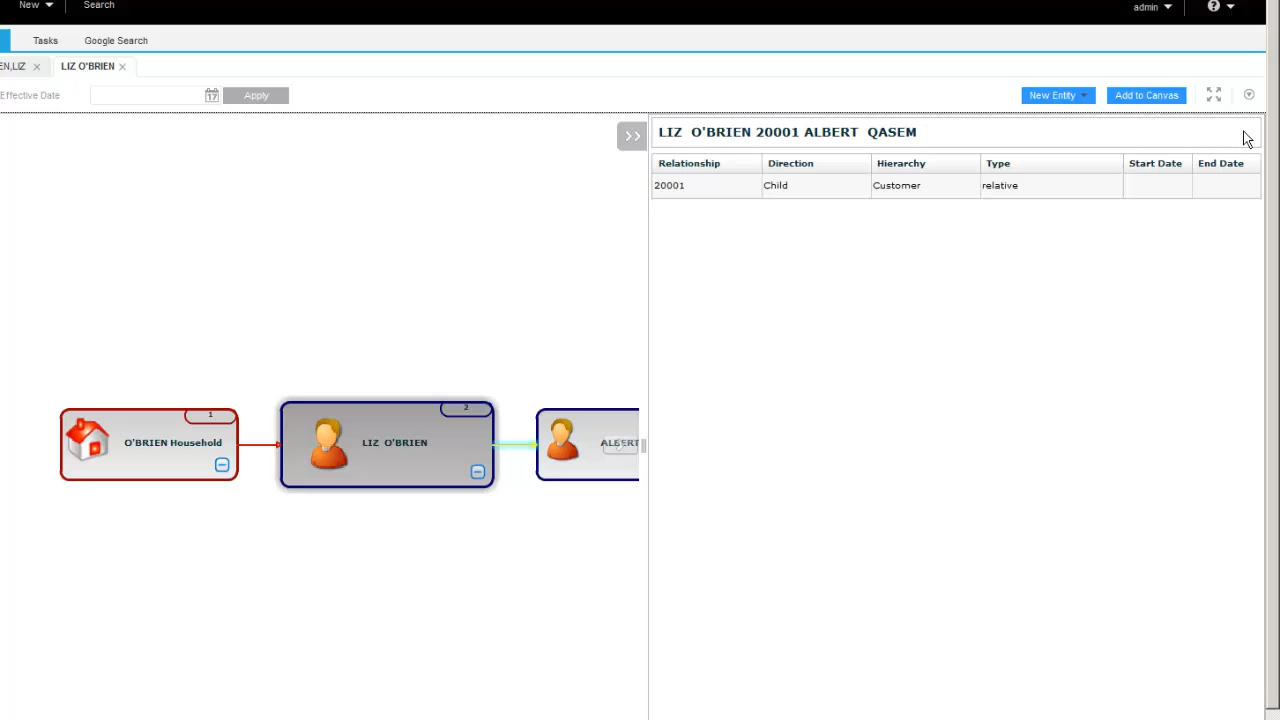 New Search admin ?
Tasks Google Search
EN,LIZ LIZ O'BRIEN
Effective Date 17 Apply New Entity Add to Canvas
LIZ O'BRIEN 20001 ALBERT QASEM
Relationship Direction Hierarchy Type Start Date End Date
20001 Child Customer relative
1 2
O'BRIEN Household LIZ O'BRIEN ALBERT